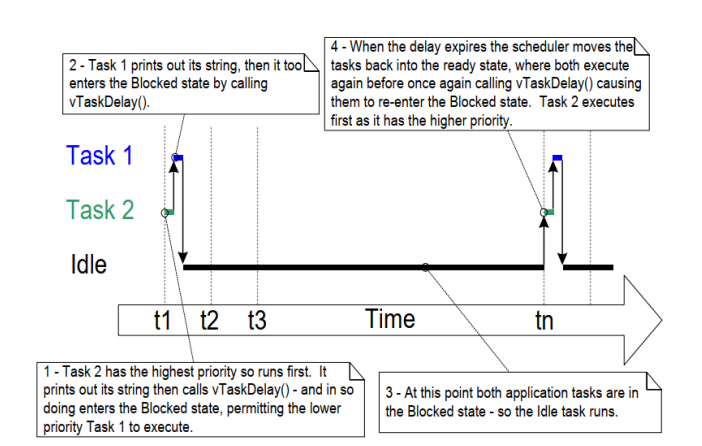 2 - Task 1 prints out its string, then it too
enters the Blocked state by calling
vTaskDelay().
4 - When the delay expires the scheduler moves the
tasks back into the ready state, where both execute
again before once again calling vTaskDelay() causing
them to re-enter the Blocked state.  Task 2 executes
first as it has the higher priority.
Task 1
Task 2
Idle
t1 t2 t3 Time tn
1 - Task 2 has the highest priority so runs first.  It
prints out its string then calls vTaskDelay() - and in so
doing enters the Blocked state, permitting the lower
priority Task 1 to execute.
3 - At this point both application tasks are in
the Blocked state - so the Idle task runs.